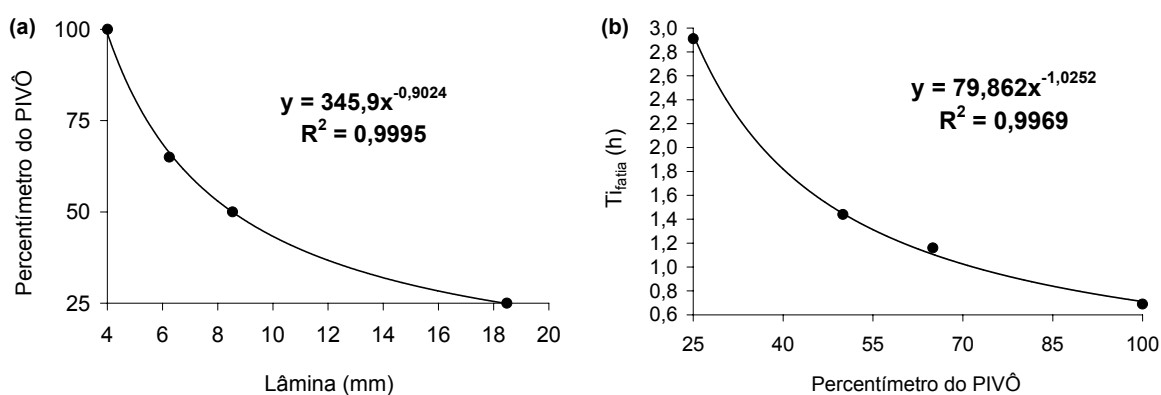 (a)
100
75
50
25
Percentímetro do PIVÔ
y = 345,9x^-0,9024
R² = 0,9995
4 6 8 10 12 14 16 18 20
Lâmina (mm)
(b)
3,0
2,8
2,6
2,4
2,2
2,0
1,8
1,6
1,4
1,2
1,0
0,8
0,6
Ti_fatia (h)
y = 79,862x^-1,0252
R² = 0,9969
25 40 55 70 85 100
Percentímetro do PIVÔ